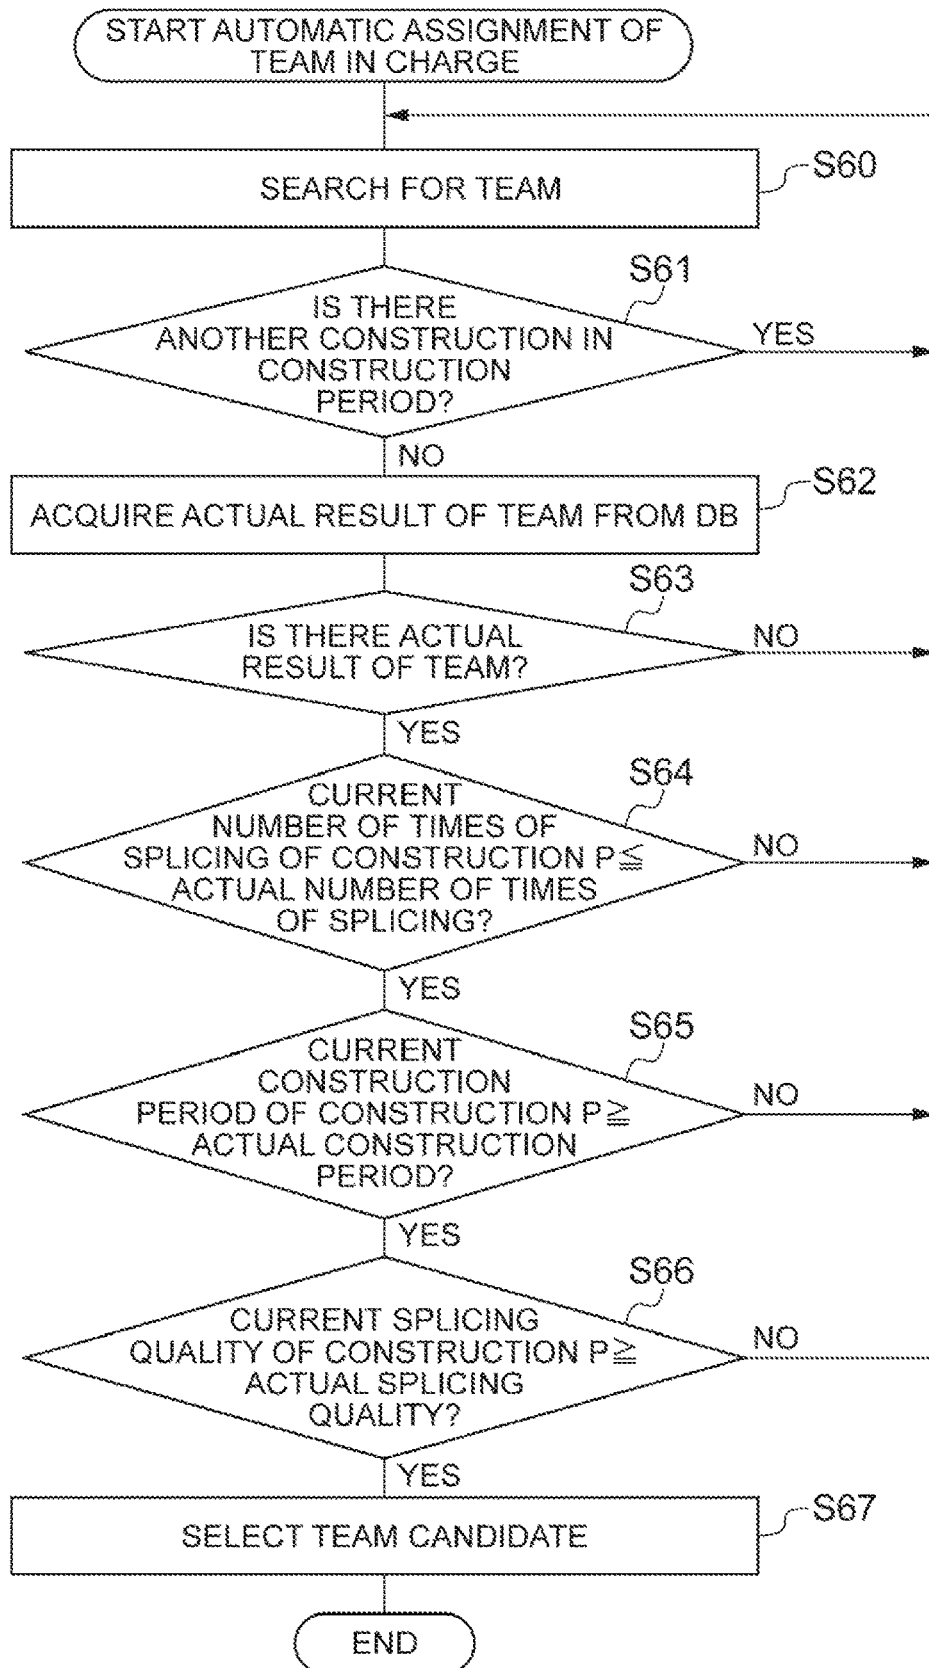 START AUTOMATIC ASSIGNMENT OF
TEAM IN CHARGE
SEARCH FOR TEAM
S60
S61
IS THERE
ANOTHER CONSTRUCTION IN
CONSTRUCTION
PERIOD?
YES
NO
ACQUIRE ACTUAL RESULT OF TEAM FROM DB
S62
S63
IS THERE ACTUAL
RESULT OF TEAM?
NO
YES
S64
CURRENT
NUMBER OF TIMES OF
SPLICING OF CONSTRUCTION P≦
ACTUAL NUMBER OF TIMES
OF SPLICING?
NO
YES
S65
CURRENT
CONSTRUCTION
PERIOD OF CONSTRUCTION P≧
ACTUAL CONSTRUCTION
PERIOD?
NO
YES
S66
CURRENT SPLICING
QUALITY OF CONSTRUCTION P≧
ACTUAL SPLICING
QUALITY?
NO
YES
SELECT TEAM CANDIDATE
S67
END